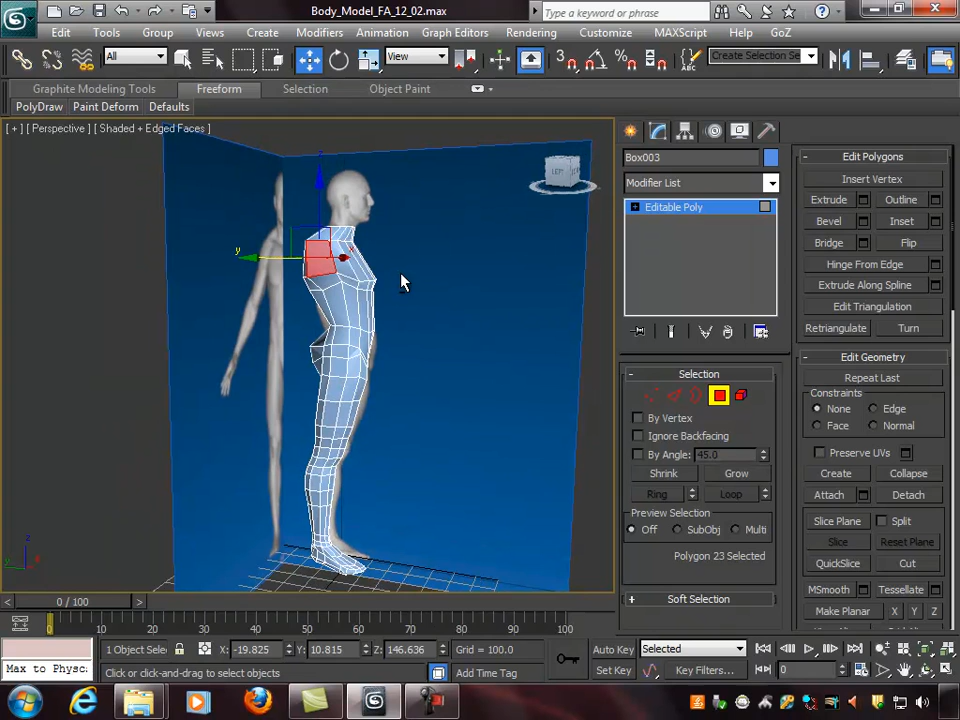 Body_Model_FA_12_02.max
Type a keyword or phrase
Edit Tools Group Views Create Modifiers Animation Graph Editors Rendering Customize MAXScript Help GoZ
All View Create Selection Se
Graphite Modeling Tools Freeform Selection Object Paint
PolyDraw Paint Deform Defaults
[ + ] [ Perspective ] [ Shaded + Edged Faces ]
LEFT
Box003
Modifier List
Editable Poly
Selection
By Vertex
Ignore Backfacing
By Angle: 45.0
Shrink Grow
Ring Loop
Preview Selection
Off SubObj Multi
Polygon 23 Selected
Soft Selection
Edit Polygons
Insert Vertex
Extrude Outline
Bevel Inset
Bridge Flip
Hinge From Edge
Extrude Along Spline
Edit Triangulation
Retriangulate Turn
Edit Geometry
Repeat Last
Constraints
None Edge
Face Normal
Preserve UVs
Create Collapse
Attach Detach
Slice Plane Split
Slice Reset Plane
QuickSlice Cut
MSmooth Tessellate
Make Planar X Y Z
z
y
x
z
y
x
0 / 100
0 10 20 30 40 50 60 70 80 90 100
1 Object Sele X: -19.825 Y: 10.815 Z: 146.636 Grid = 100.0
Auto Key Selected
Max to Physc Click or click-and-drag to select objects Add Time Tag
Set Key Key Filters... 0